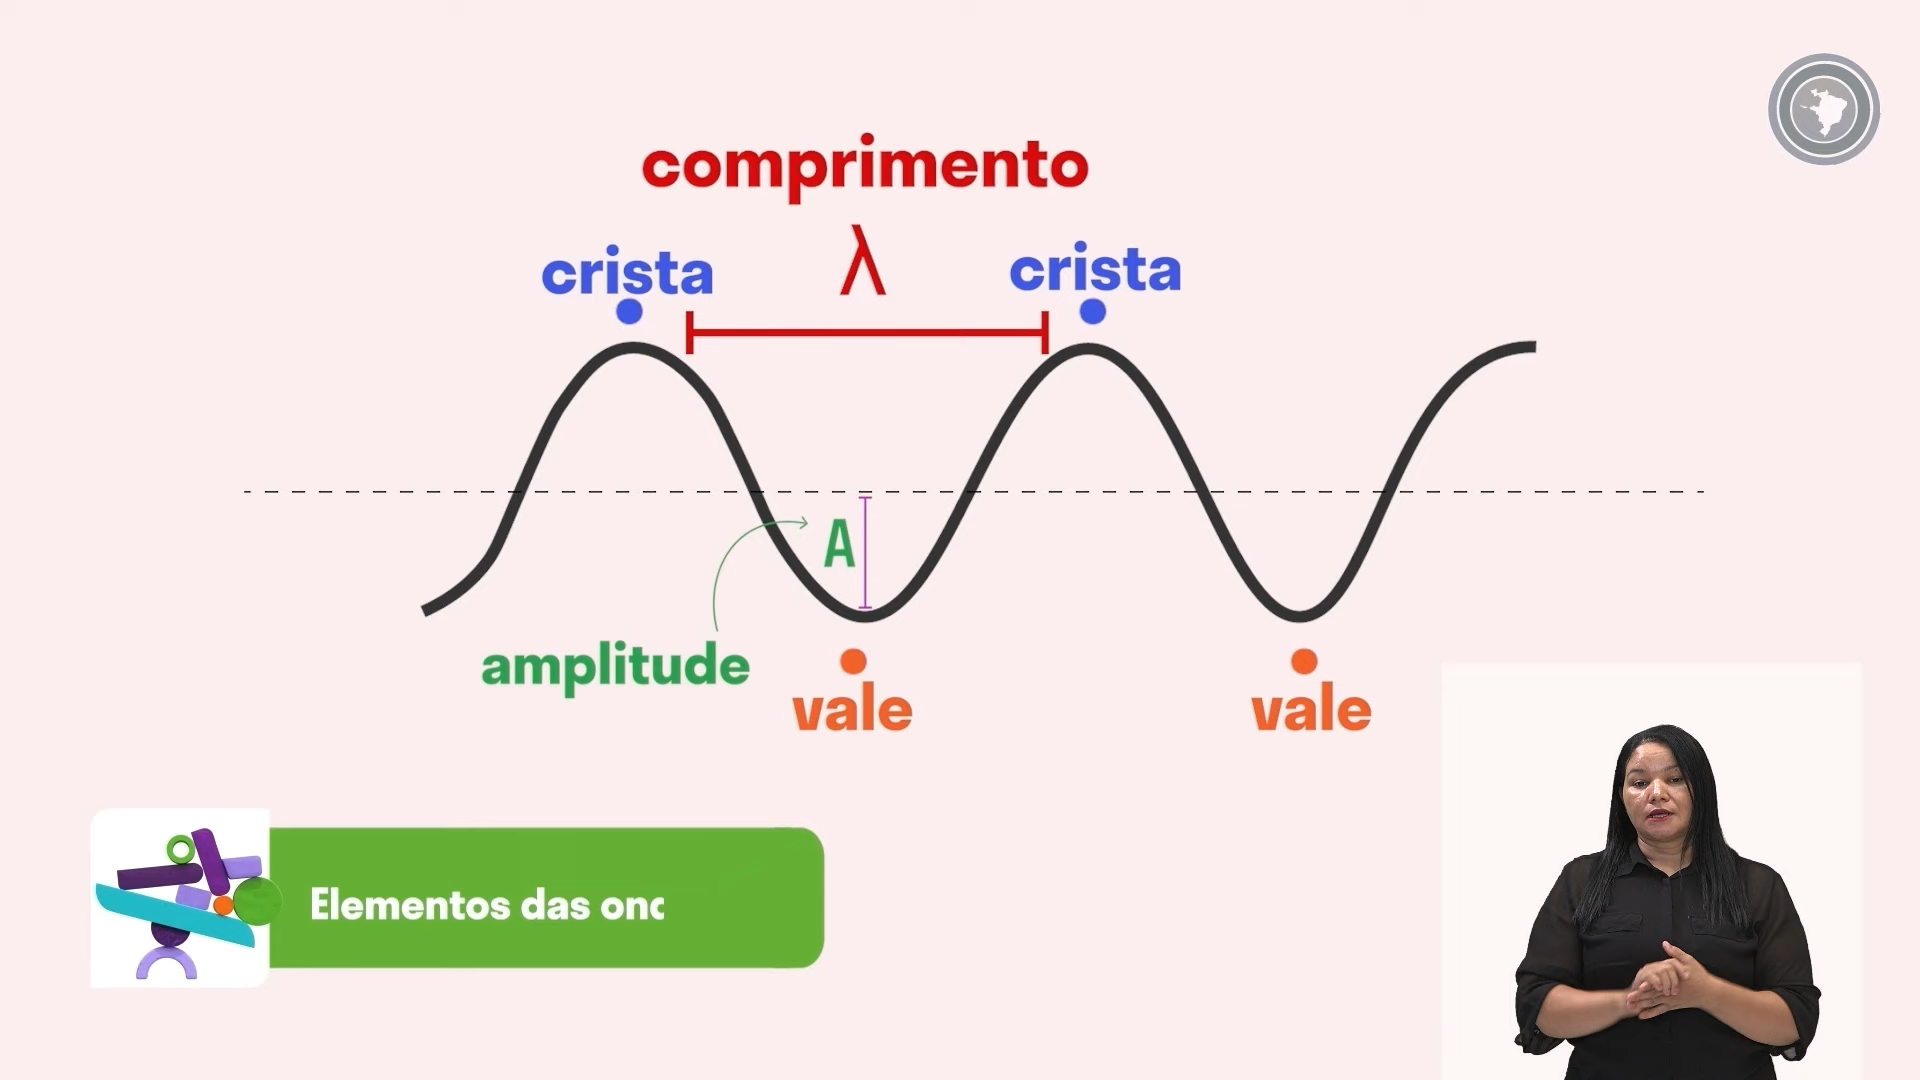 comprimento
λ
crista
crista
A
amplitude
vale
vale
Elementos das onc